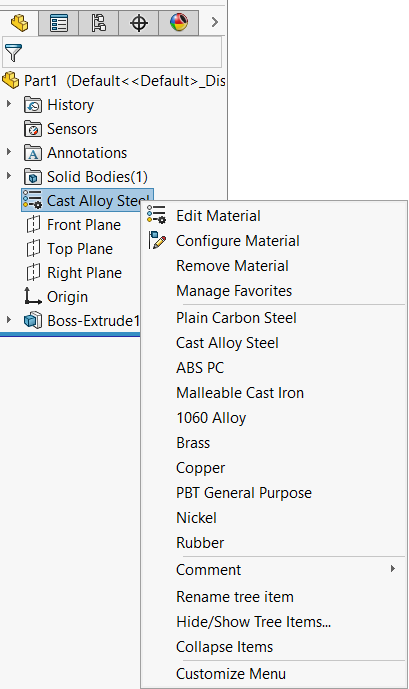 Part1 (Default<<Default>_Dis
History
Sensors
Annotations
Solid Bodies(1)
Cast Alloy Steel
Front Plane
Top Plane
Right Plane
Origin
Boss-Extrude1
Edit Material
Configure Material
Remove Material
Manage Favorites
Plain Carbon Steel
Cast Alloy Steel
ABS PC
Malleable Cast Iron
1060 Alloy
Brass
Copper
PBT General Purpose
Nickel
Rubber
Comment
Rename tree item
Hide/Show Tree Items...
Collapse Items
Customize Menu